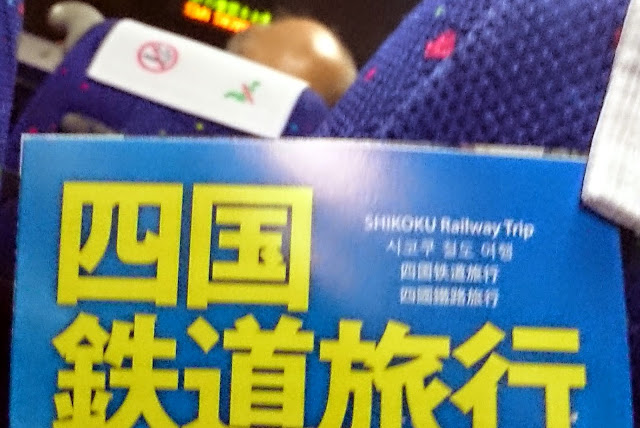 四国
鉄道旅行
SHIKOKU Railway Trip
시코쿠 철도 여행
四国铁道旅行
四國鐵路旅行